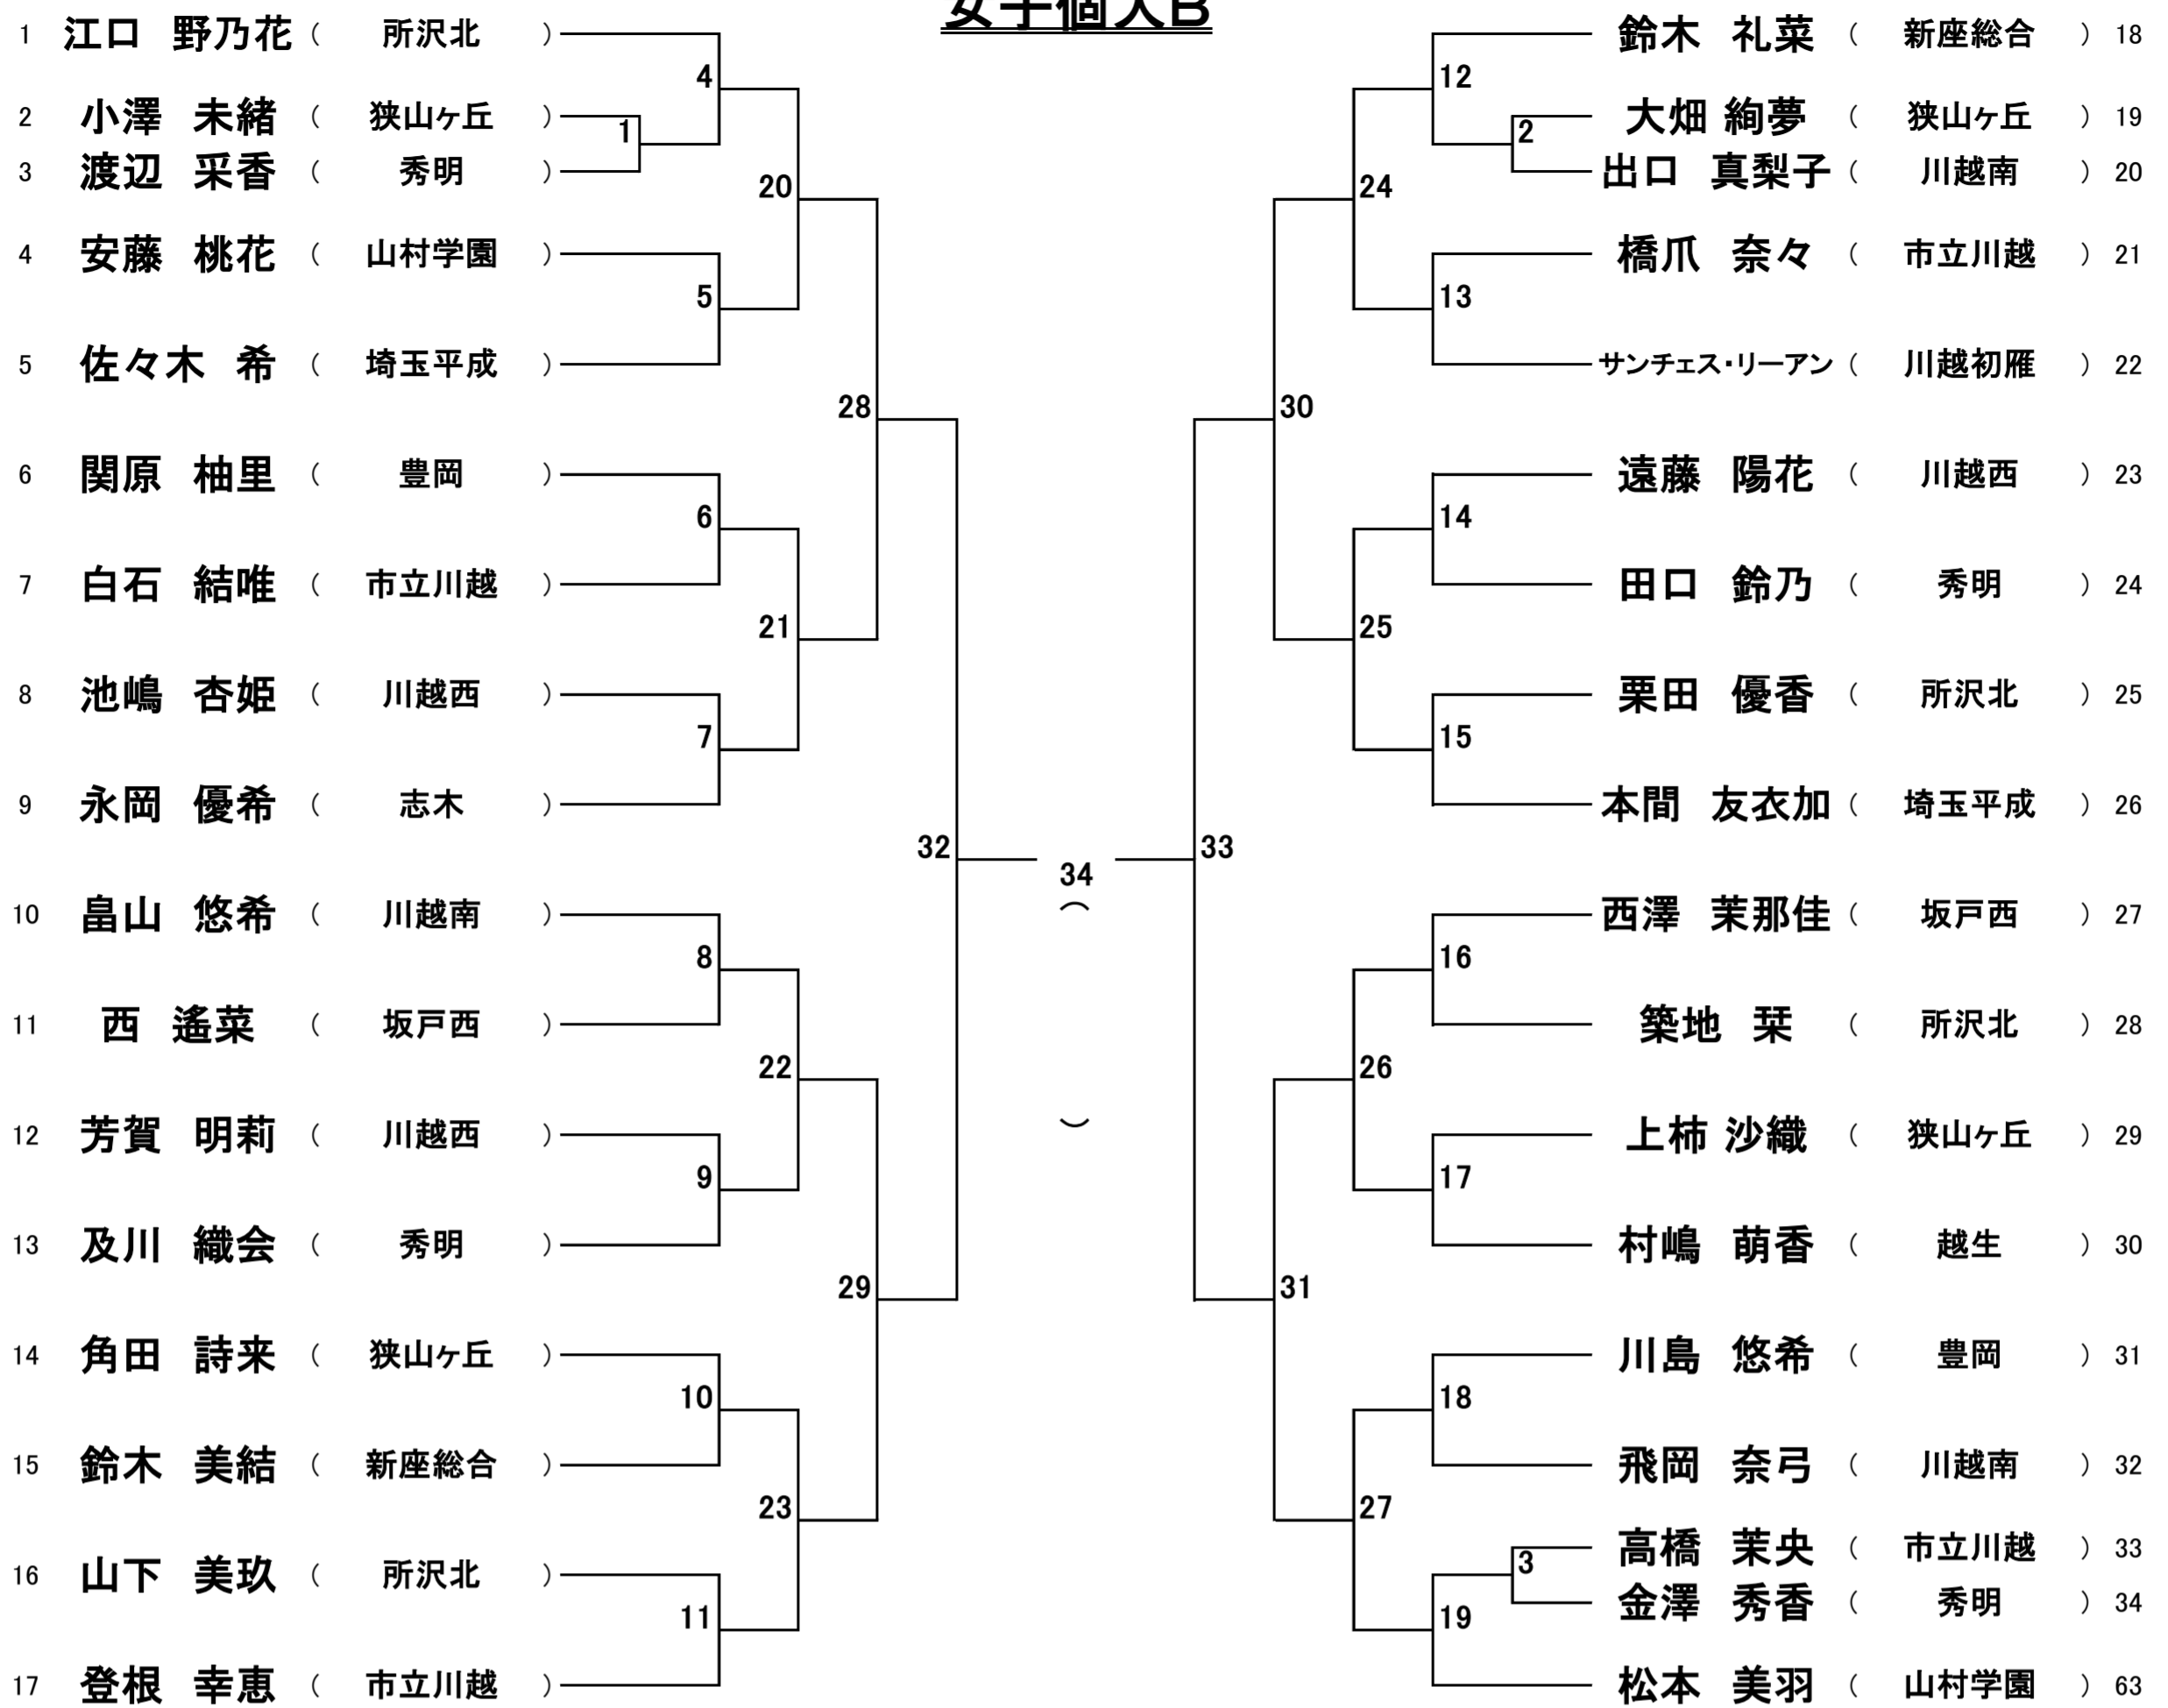 女子個人B
1 江口 野乃花 ( 所沢北 )
2 小澤 未緒 ( 狭山ヶ丘 )
3 渡辺 采香 ( 秀明 )
4 安藤 桃花 ( 山村学園 )
5 佐々木 希 ( 埼玉平成 )
6 関原 柚里 ( 豊岡 )
7 白石 結唯 ( 市立川越 )
8 池嶋 杏姫 ( 川越西 )
9 永岡 優希 ( 志木 )
10 畠山 悠希 ( 川越南 )
11 西 遙菜 ( 坂戸西 )
12 芳賀 明莉 ( 川越西 )
13 及川 織会 ( 秀明 )
14 角田 詩来 ( 狭山ヶ丘 )
15 鈴木 美結 ( 新座総合 )
16 山下 美玖 ( 所沢北 )
17 登根 幸恵 ( 市立川越 )
4
1
20
5
28
6
21
7
32
8
22
9
29
10
23
11
34
( )
12
2
24
13
30
14
25
15
33
16
26
17
31
18
27
3
19
鈴木 礼菜 ( 新座総合 ) 18
大畑 絢夢 ( 狭山ヶ丘 ) 19
出口 真梨子 ( 川越南 ) 20
橋爪 奈々 ( 市立川越 ) 21
サンチェス・リーアン ( 川越初雁 ) 22
遠藤 陽花 ( 川越西 ) 23
田口 鈴乃 ( 秀明 ) 24
栗田 優香 ( 所沢北 ) 25
本間 友衣加 ( 埼玉平成 ) 26
西澤 茉那佳 ( 坂戸西 ) 27
築地 栞 ( 所沢北 ) 28
上柿 沙織 ( 狭山ヶ丘 ) 29
村嶋 萌香 ( 越生 ) 30
川島 悠希 ( 豊岡 ) 31
飛岡 奈弓 ( 川越南 ) 32
高橋 茉央 ( 市立川越 ) 33
金澤 秀香 ( 秀明 ) 34
松本 美羽 ( 山村学園 ) 63